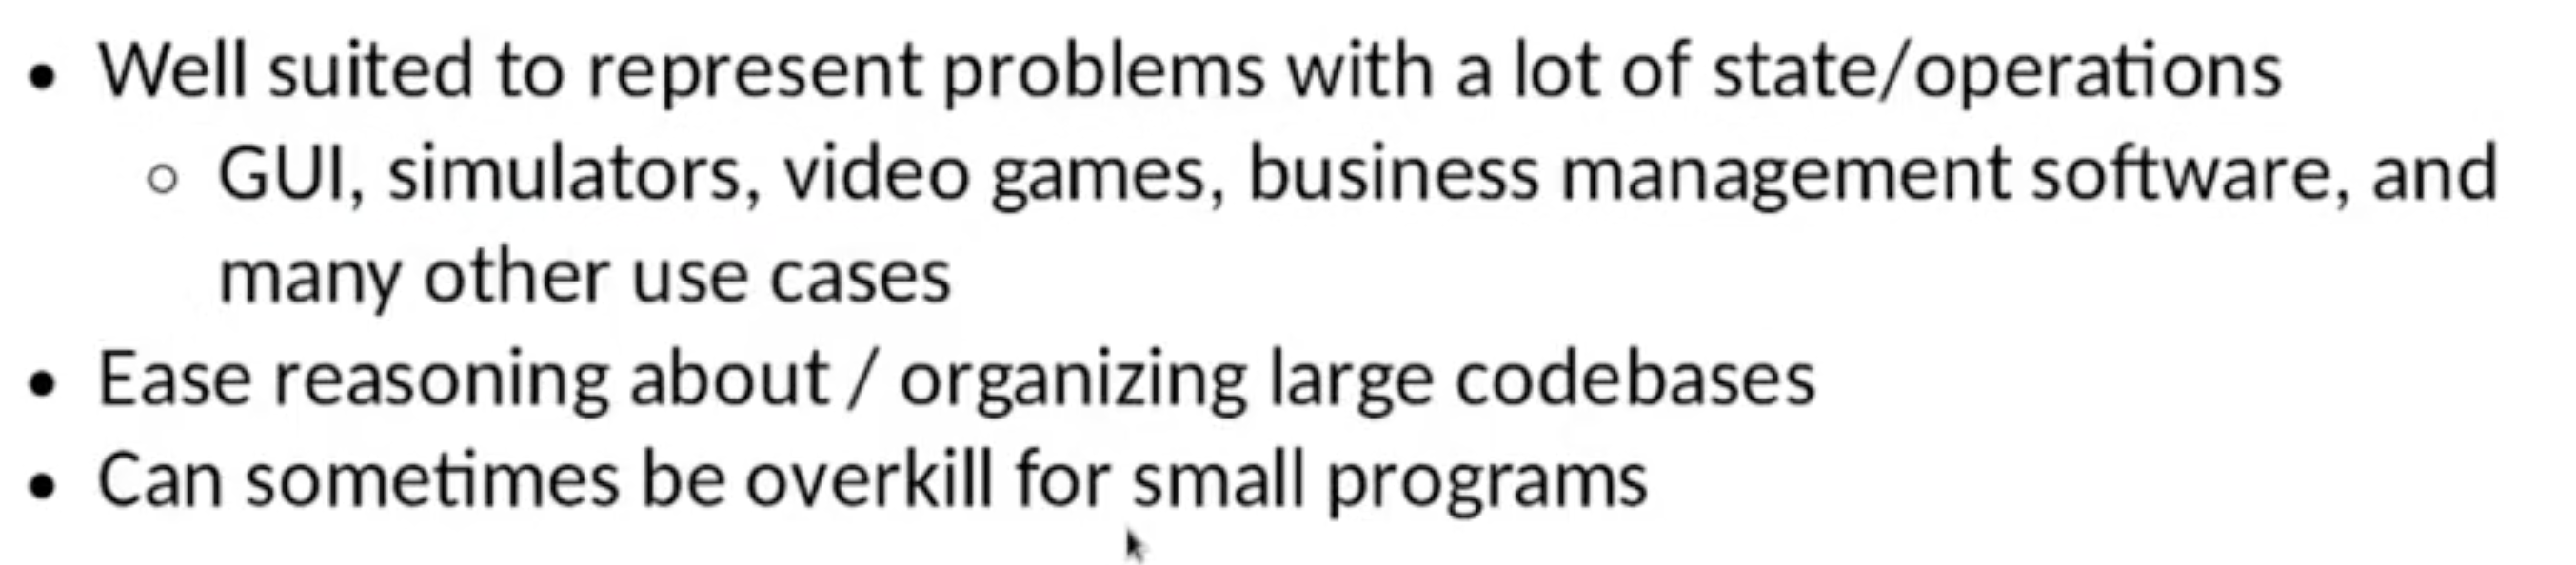 • Well suited to represent problems with a lot of state/operations
○ GUI, simulators, video games, business management software, and
many other use cases
• Ease reasoning about / organizing large codebases
• Can sometimes be overkill for small programs